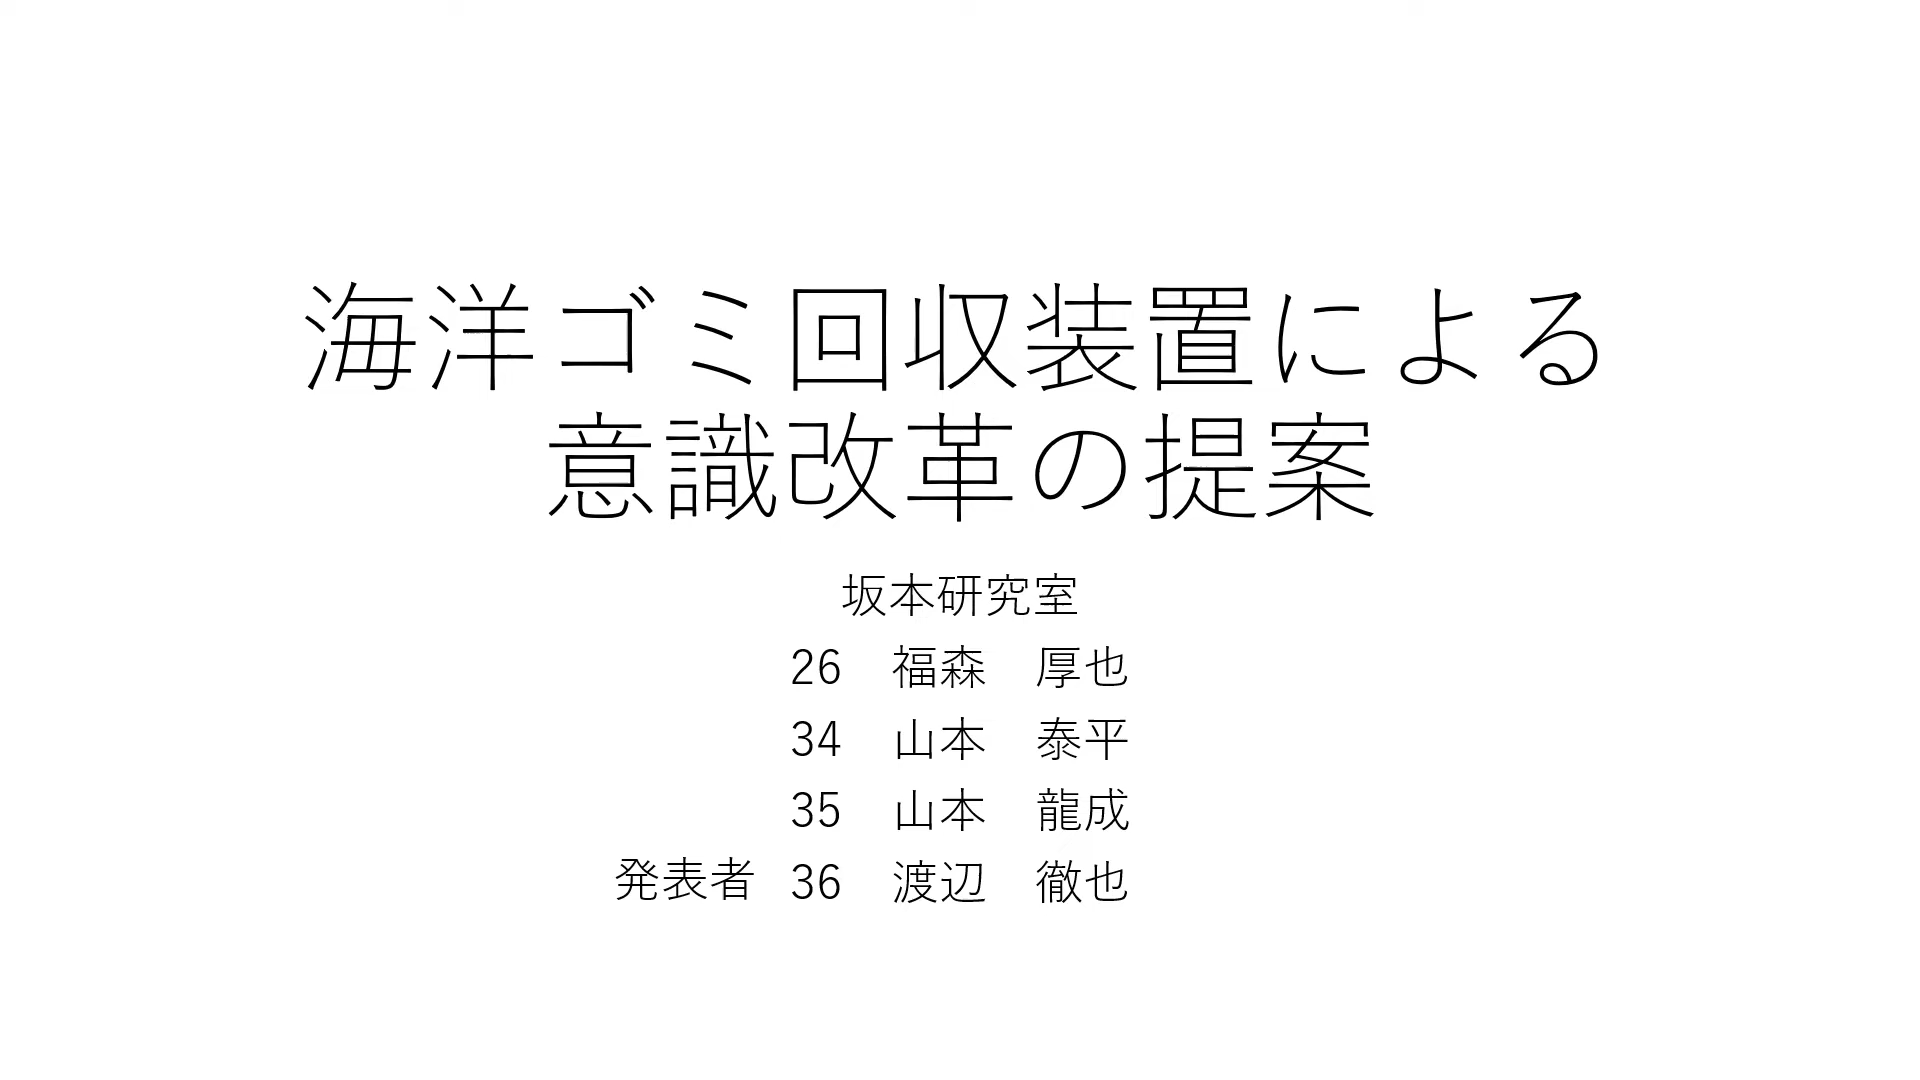 海洋ゴミ回収装置による
意識改革の提案
坂本研究室
26　福森　厚也
34　山本　泰平
35　山本　龍成
発表者 36　渡辺　徹也